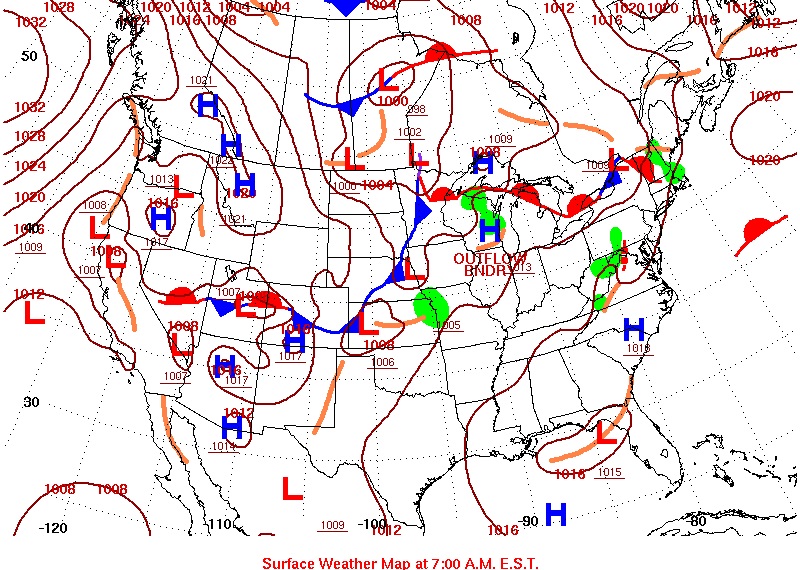 1028 1020 1012 1004 1004 1004 1008 1012 1020 1020 1012
1032 1024 1016 1008 1016 1016 1012
50 1016
1021
L
H 1000 1020
1032 998
1028 H 1002 1009 1008
1024 1022 L L H 1009 L 1020
1013 L H 1000 1004
1020 1020
1008 1016
1016 H 1021
40 L 1017 H
1009 1008 OUTFLOW
1007 L L BNDRY 1013
1012 1007
L L 1008
1008 1010 H L 1005 H
L 1017 1008 1018
H 1016 1006
1007 1017
30 1012
H L
1014 1016 1015
1008 1008 L
H
-120 -110 1009 -100 1012 1016 -90 -80
Surface Weather Map at 7:00 A.M. E.S.T.